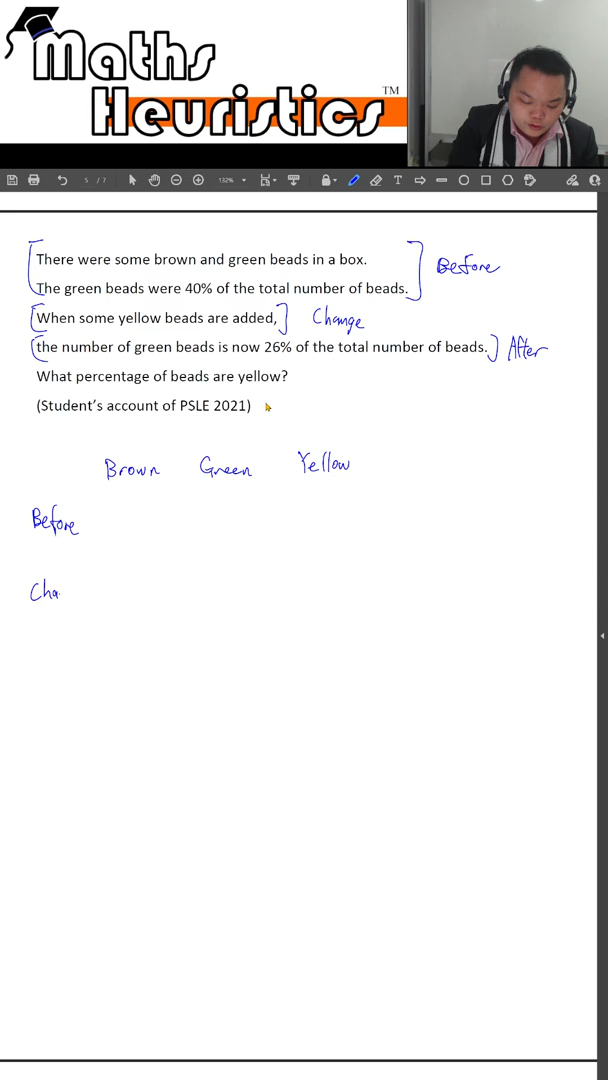 Maths
Heuristics TM
5 / 7
132%
T
There were some brown and green beads in a box.
The green beads were 40% of the total number of beads.
Before
When some yellow beads are added,
Change
the number of green beads is now 26% of the total number of beads.
After
What percentage of beads are yellow?
(Student's account of PSLE 2021)
Brown Green Yellow
Before
Cha